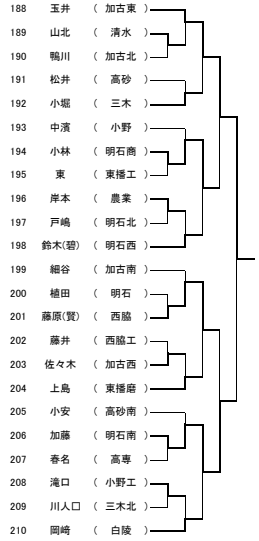 188 玉井 ( 加古東 )
189 山北 ( 清水 )
190 鴨川 ( 加古北 )
191 松井 ( 高砂 )
192 小堀 ( 三木 )
193 中濱 ( 小野 )
194 小林 ( 明石商 )
195 東 ( 東播工 )
196 岸本 ( 農業 )
197 戸嶋 ( 明石北 )
198 鈴木(碧) ( 明石西 )
199 細谷 ( 加古南 )
200 植田 ( 明石 )
201 藤原(賢) ( 西脇 )
202 藤井 ( 西脇工 )
203 佐々木 ( 加古西 )
204 上島 ( 東播磨 )
205 小安 ( 高砂南 )
206 加藤 ( 明石南 )
207 春名 ( 高専 )
208 滝口 ( 小野工 )
209 川人口 ( 三木北 )
210 岡﨑 ( 白陵 )